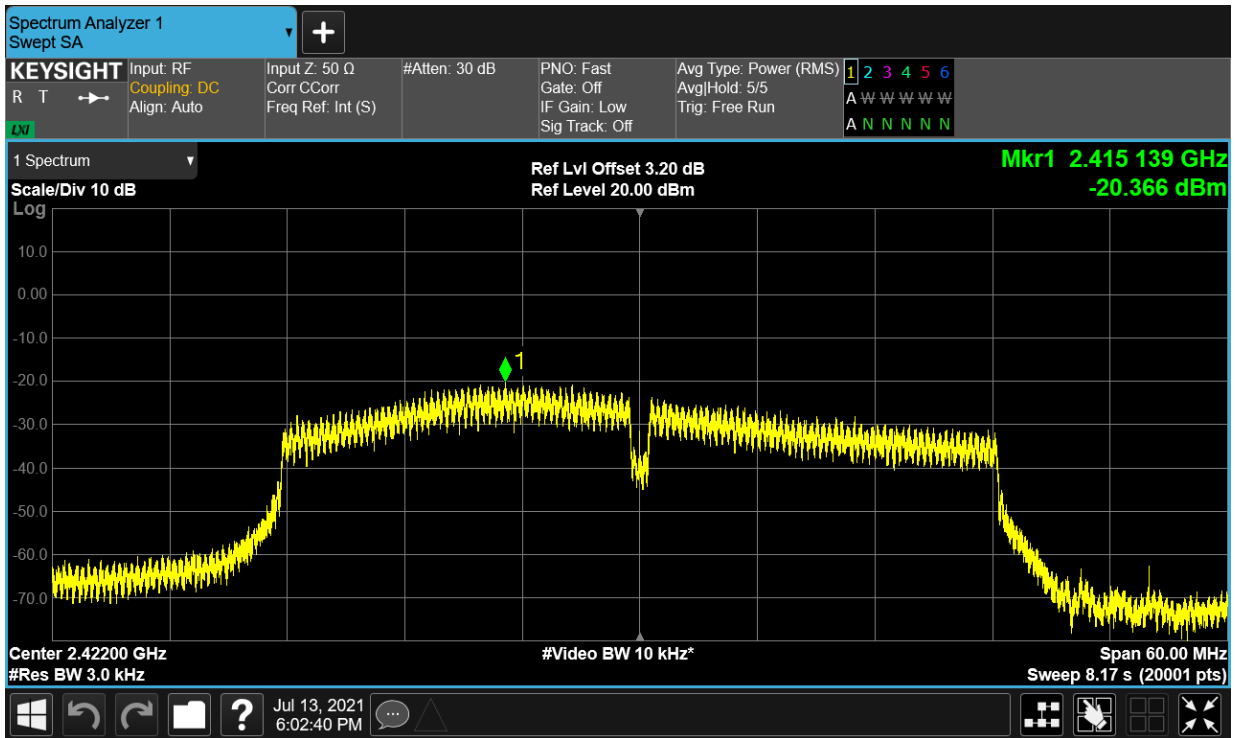 Spectrum Analyzer 1
Swept SA
KEYSIGHT
R T
LXI
Input: RF
Coupling: DC
Align: Auto
Input Z: 50 Ω
Corr CCorr
Freq Ref: Int (S)
#Atten: 30 dB
PNO: Fast
Gate: Off
IF Gain: Low
Sig Track: Off
Avg Type: Power (RMS)
Avg|Hold: 5/5
Trig: Free Run
1 2 3 4 5 6
A W W W W W
A N N N N N
1 Spectrum
Scale/Div 10 dB
Log
Ref Lvl Offset 3.20 dB
Ref Level 20.00 dBm
Mkr1 2.415 139 GHz
-20.366 dBm
10.0
0.00
-10.0
1
-20.0
-30.0
-40.0
-50.0
-60.0
-70.0
Center 2.42200 GHz
#Res BW 3.0 kHz
#Video BW 10 kHz*
Span 60.00 MHz
Sweep 8.17 s (20001 pts)
?
Jul 13, 2021
6:02:40 PM